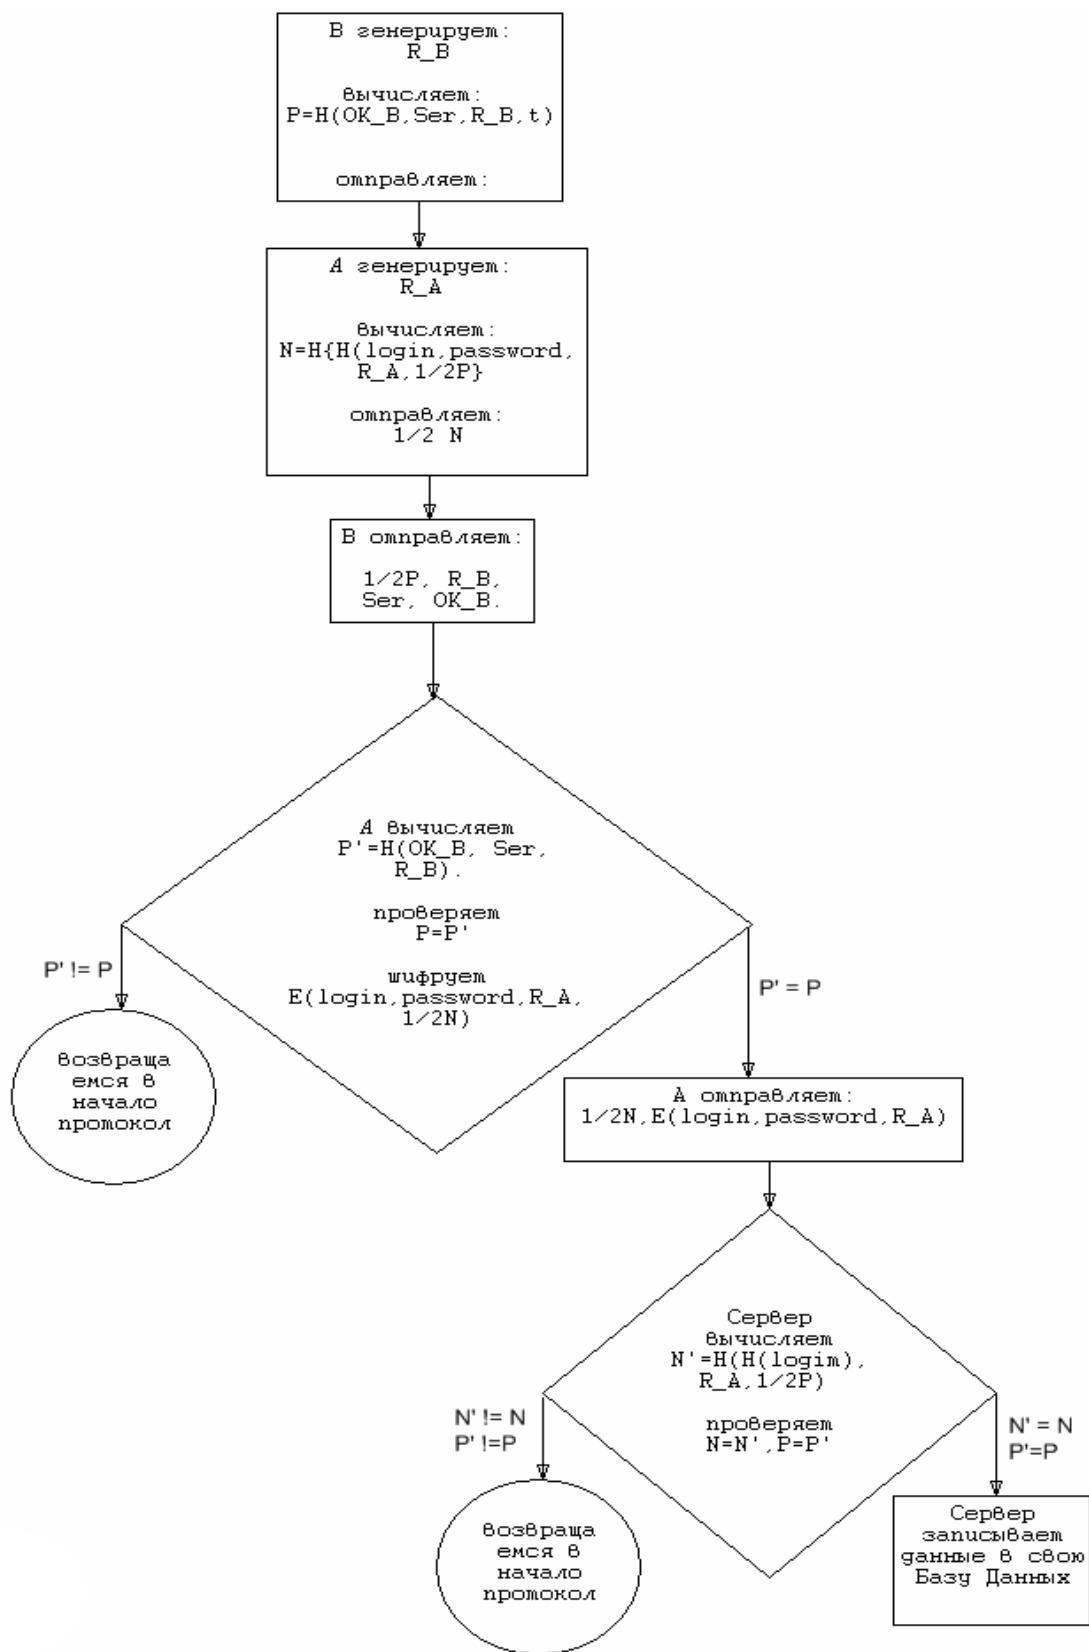 В генерирует:
R_B
вычисляет:
P=H(OK_B,Ser,R_B,t)
отправляет:
А генерирует:
R_A
вычисляет:
N=H{H(login,password,
R_A,1/2P}
отправляет:
1/2 N
В отправляет:
1/2P, R_B,
Ser, OK_B.
А вычисляет
P'=H(OK_B, Ser,
R_B).
проверяет
P=P'
шифрует
E(login,password,R_A,
1/2N)
P' != P
P' = P
возвраща
емся в
начало
протокол
А отправляет:
1/2N,E(login,password,R_A)
Сервер
вычисляет
N'=H(H(logim),
R_A,1/2P)
проверяет
N=N',P=P'
N' != N
P' !=P
N' = N
P'=P
возвраща
емся в
начало
протокол
Сервер
записывает
данные в свою
Базу Данных